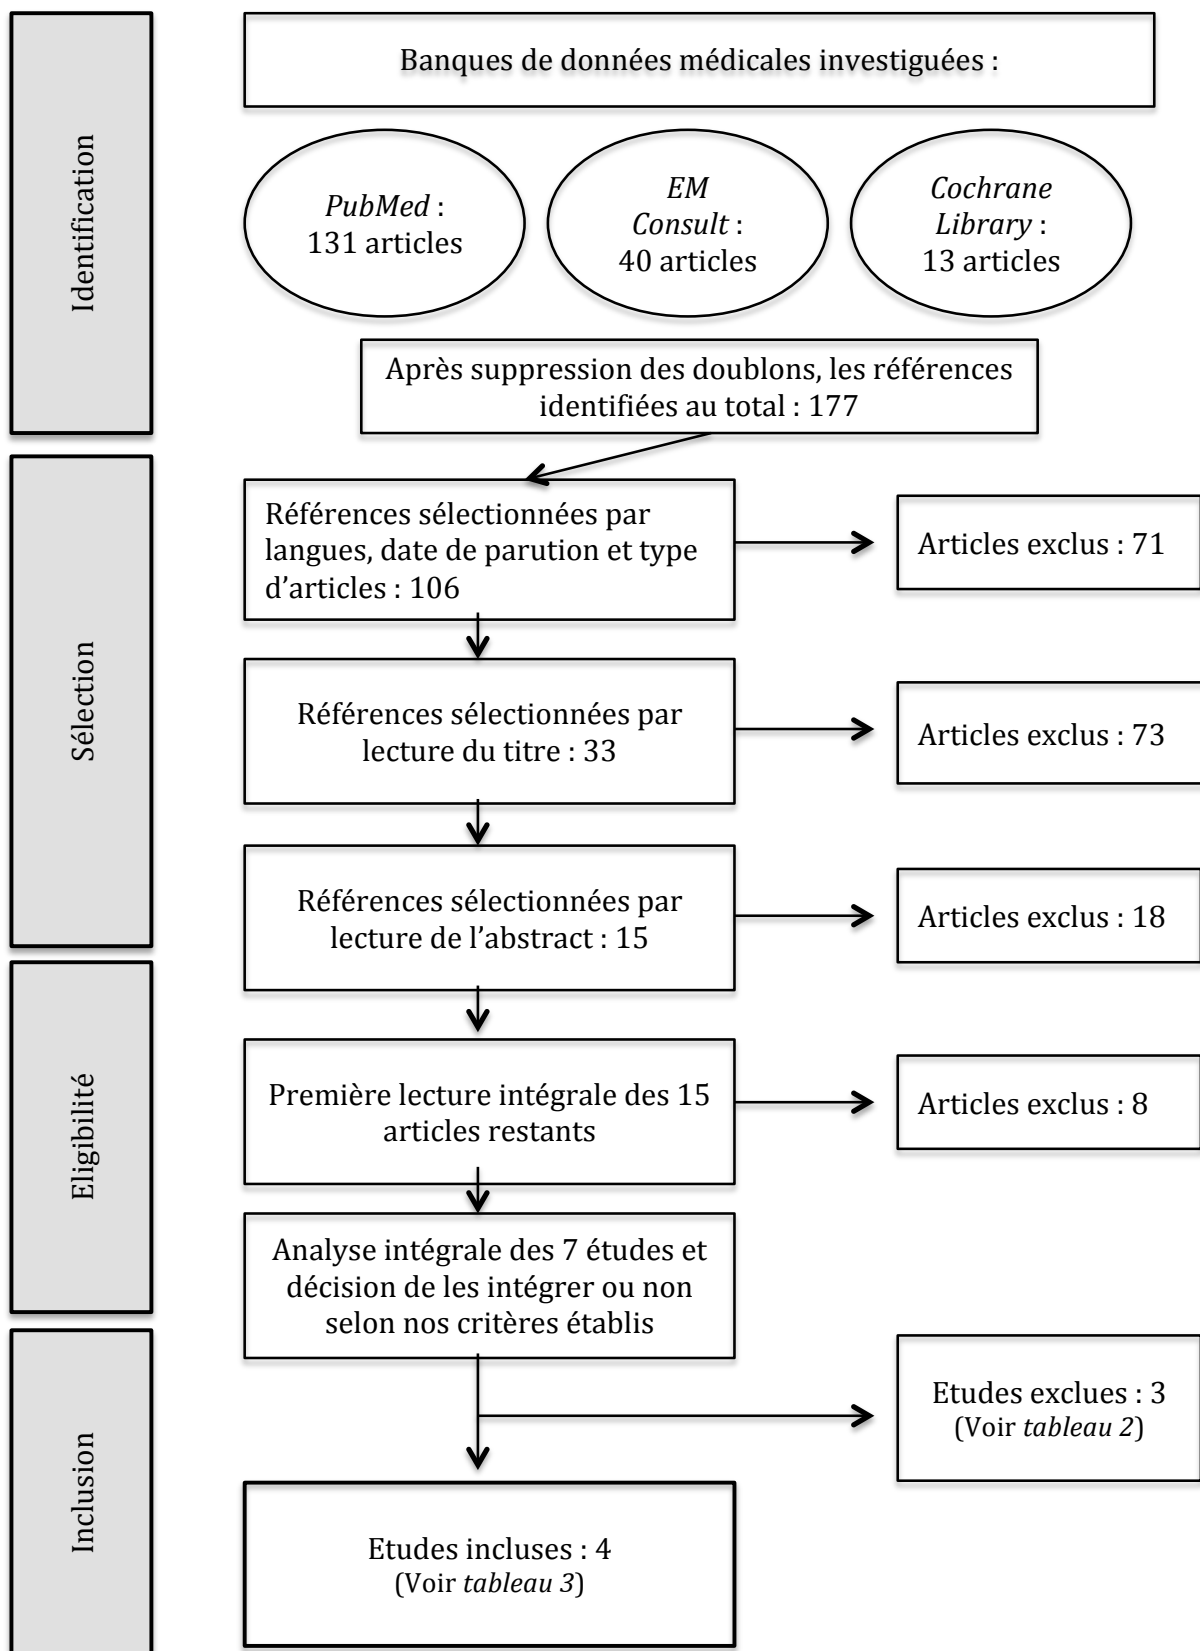 Identification
Banques de données médicales investiguées :
PubMed :
131 articles
EM
Consult :
40 articles
Cochrane
Library :
13 articles
Après suppression des doublons, les références
identifiées au total : 177
Sélection
Références sélectionnées par
langues, date de parution et type
d’articles : 106
Articles exclus : 71
Références sélectionnées par
lecture du titre : 33
Articles exclus : 73
Références sélectionnées par
lecture de l’abstract : 15
Articles exclus : 18
Eligibilité
Première lecture intégrale des 15
articles restants
Articles exclus : 8
Analyse intégrale des 7 études et
décision de les intégrer ou non
selon nos critères établis
Inclusion
Etudes exclues : 3
(Voir tableau 2)
Etudes incluses : 4
(Voir tableau 3)